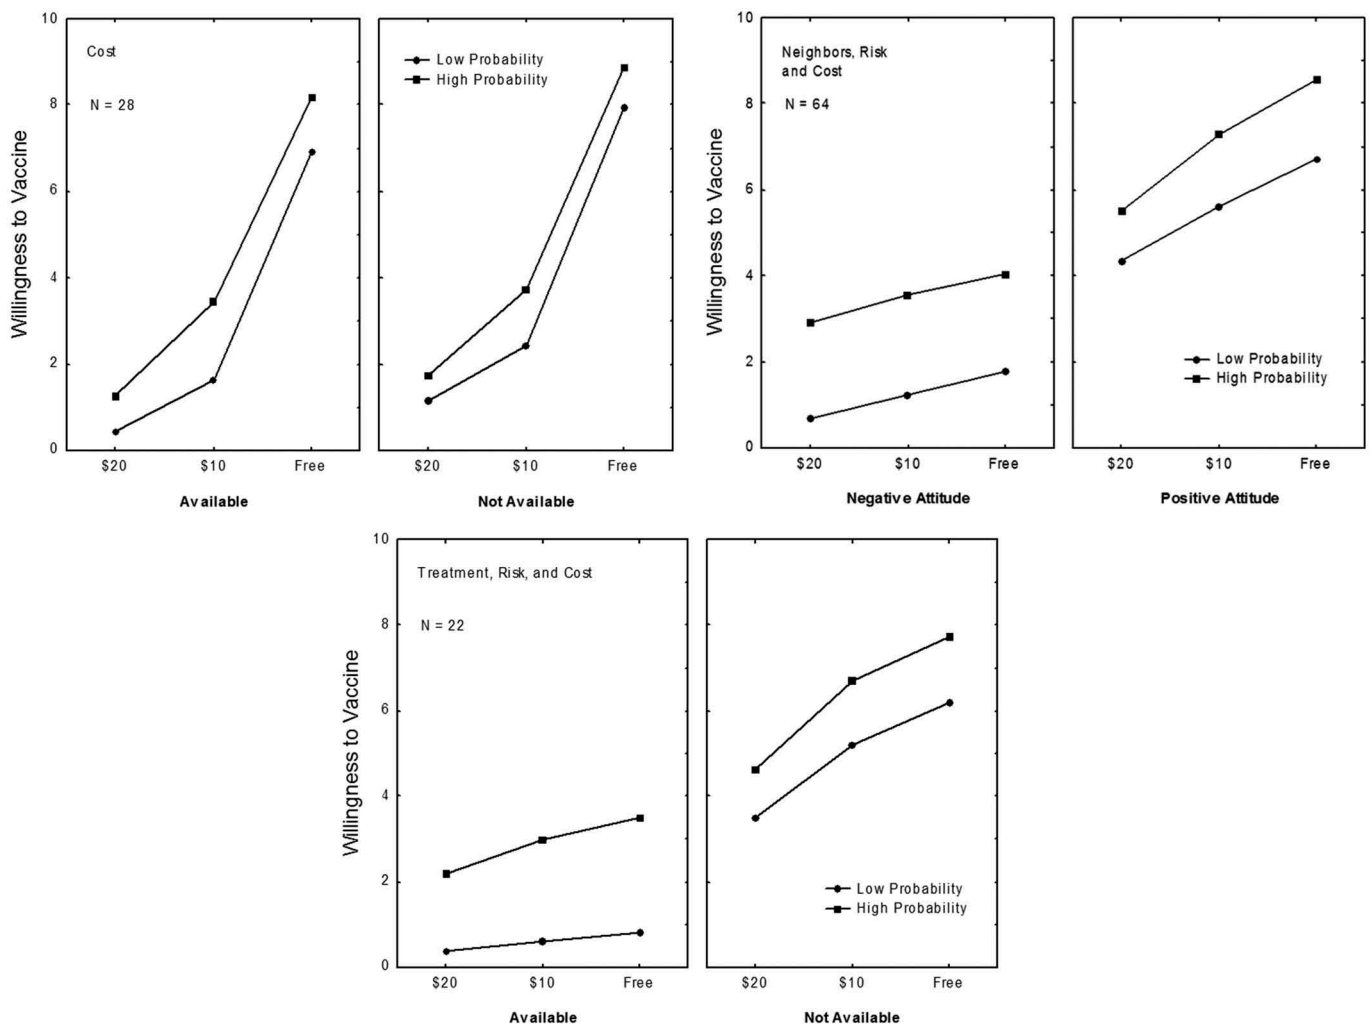 10
8
6
4
2
0
Willingness to Vaccine
Cost
N = 28
$20
$10
Free
Available
Low Probability
High Probability
$20
$10
Free
Not Available
10
8
6
4
2
0
Willingness to Vaccine
Neighbors, Risk
and Cost
N = 64
$20
$10
Free
Negative Attitude
Low Probability
High Probability
$20
$10
Free
Positive Attitude
10
8
6
4
2
0
Willingness to Vaccine
Treatment, Risk, and Cost
N = 22
$20
$10
Free
Available
Low Probability
High Probability
$20
$10
Free
Not Available